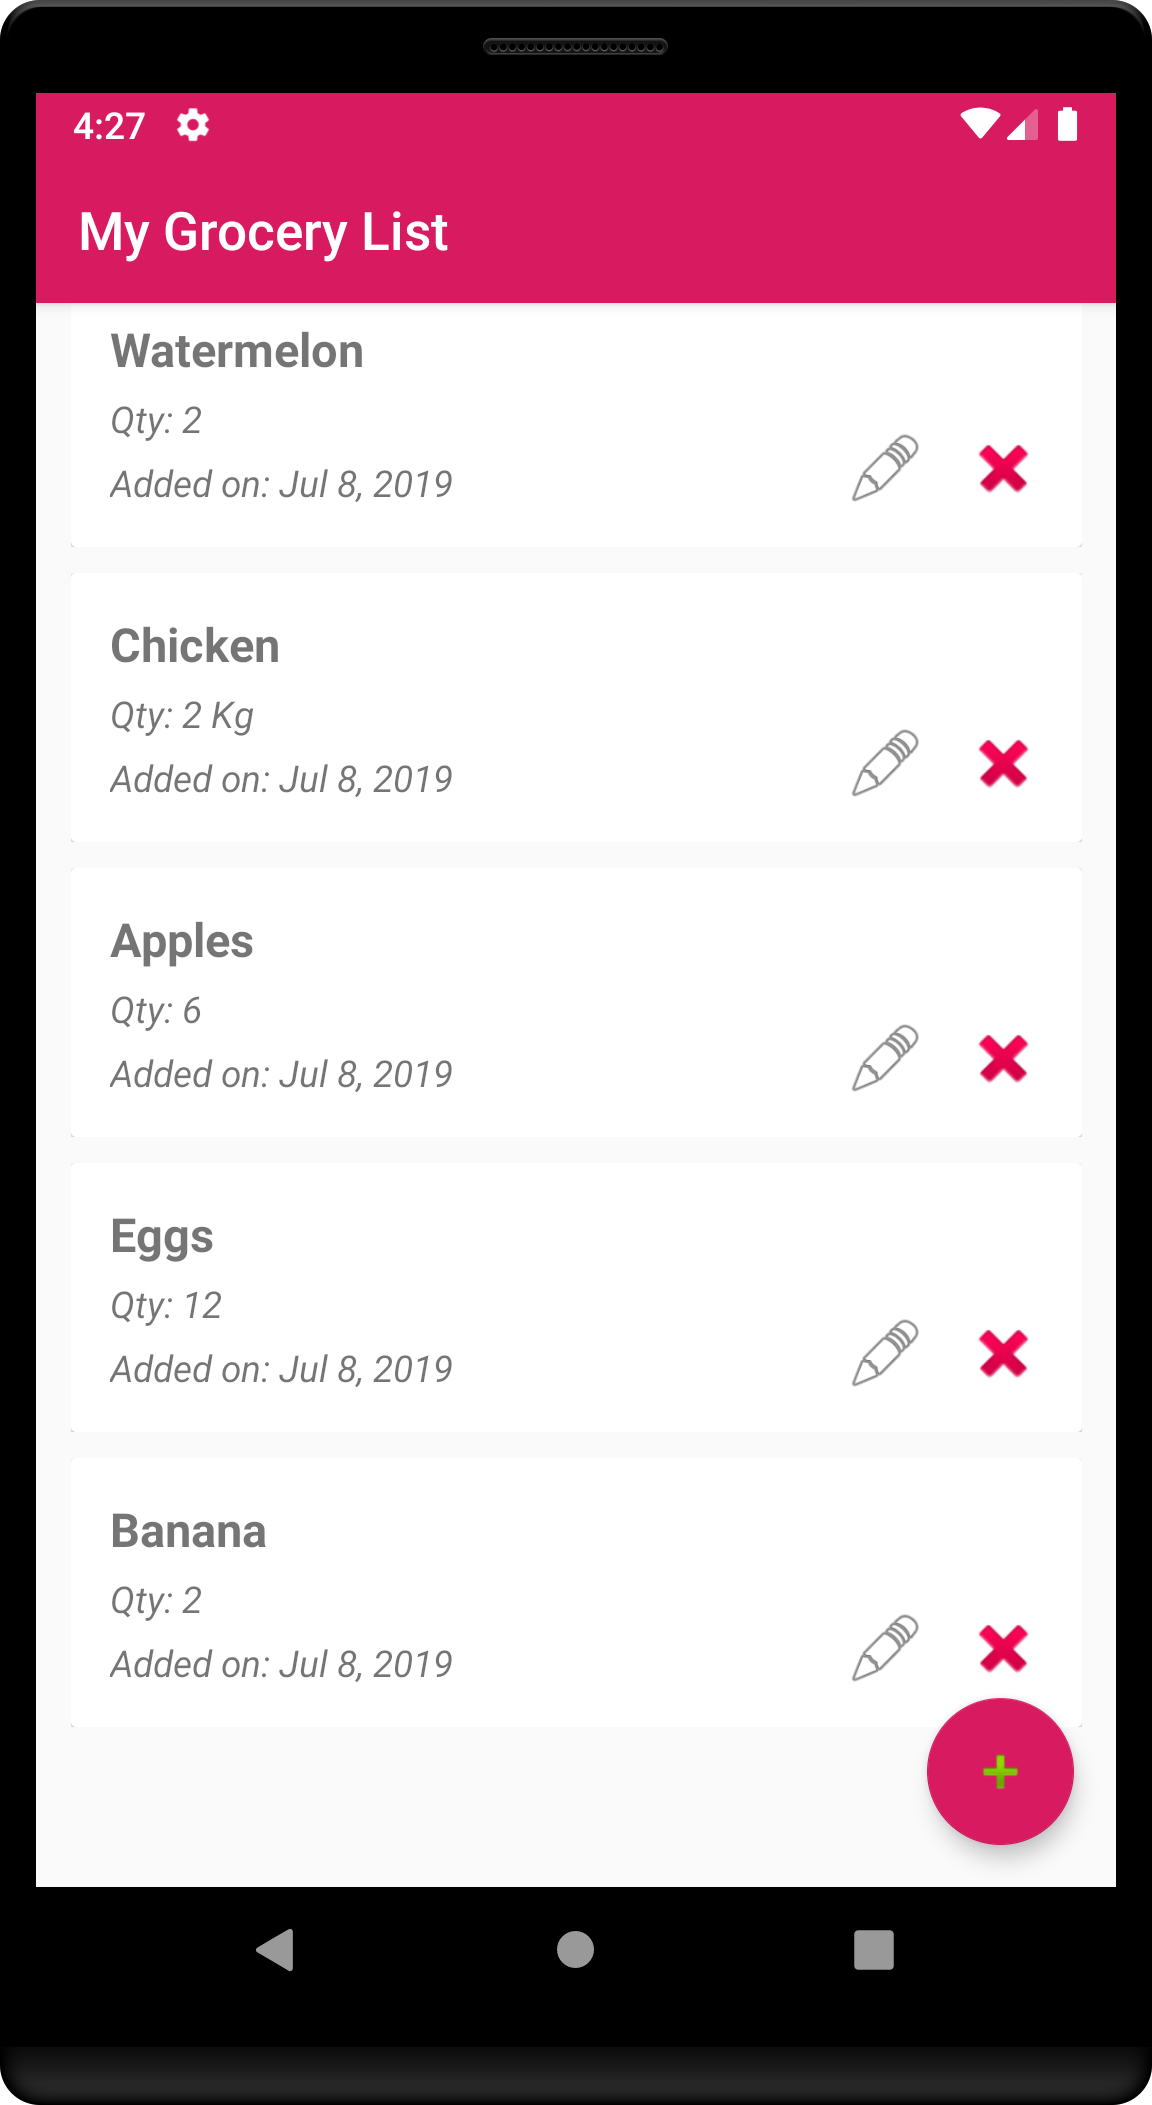 4:27
My Grocery List
Watermelon
Qty: 2
Added on: Jul 8, 2019
Chicken
Qty: 2 Kg
Added on: Jul 8, 2019
Apples
Qty: 6
Added on: Jul 8, 2019
Eggs
Qty: 12
Added on: Jul 8, 2019
Banana
Qty: 2
Added on: Jul 8, 2019